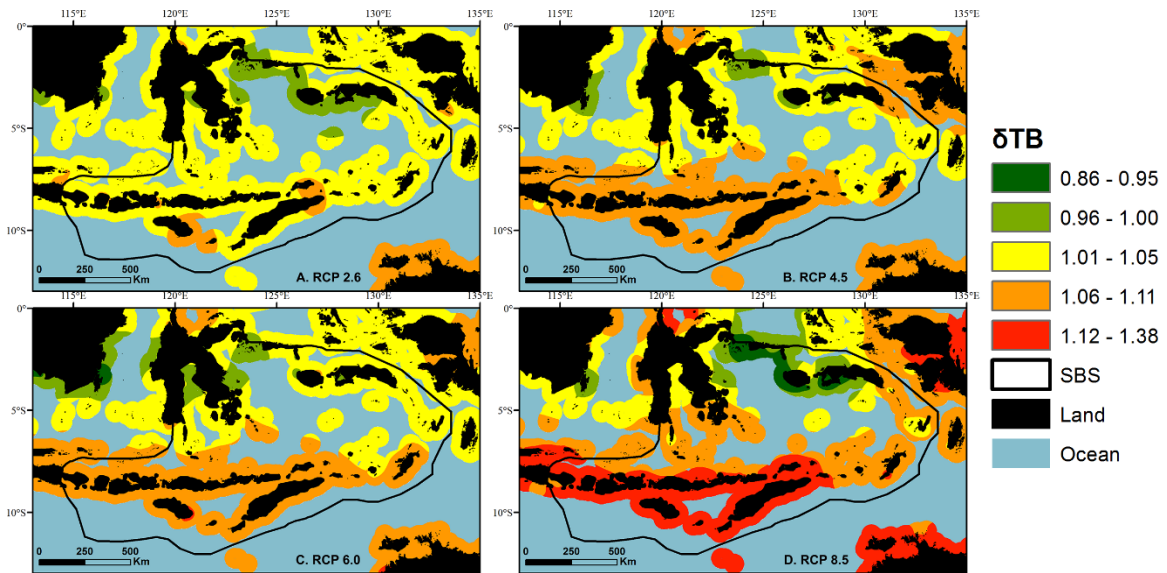 115°E 120°E 125°E 130°E 135°E 115°E 120°E 125°E 130°E 135°E
0°
5°S
10°S
0 250 500
Km
A. RCP 2.6
0°
5°S
10°S
0 250 500
Km
B. RCP 4.5
115°E 120°E 125°E 130°E 135°E 115°E 120°E 125°E 130°E 135°E
0°
5°S
10°S
0 250 500
Km
C. RCP 6.0
0°
5°S
10°S
0 250 500
Km
D. RCP 8.5
δTB
0.86 - 0.95
0.96 - 1.00
1.01 - 1.05
1.06 - 1.11
1.12 - 1.38
SBS
Land
Ocean